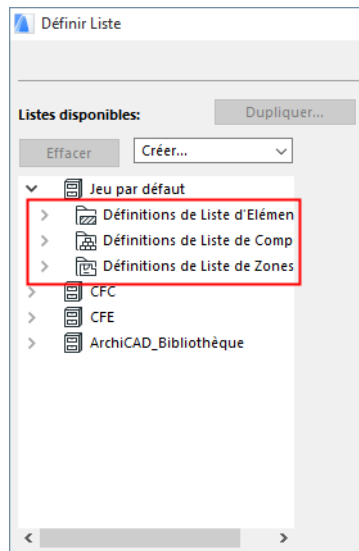 Définir Liste
Listes disponibles:
Dupliquer...
Effacer
Créer...
Jeu par défaut
Définitions de Liste d'Elémen
Définitions de Liste de Comp
Définitions de Liste de Zones
CFC
CFE
ArchiCAD_Bibliothèque